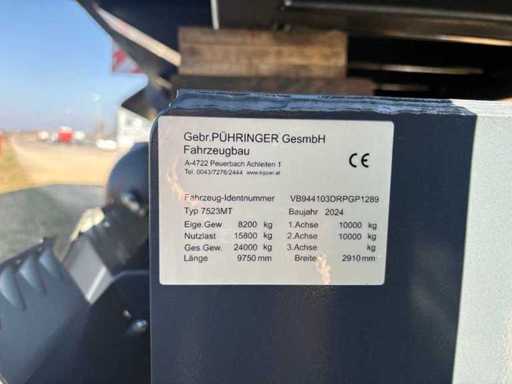 Gebr.PÜHRINGER GesmbH
Fahrzeugbau
A-4722 Peuerbach Achleiten 1
Tel. 0043/7276/2444 www.kipper.at
CE
Fahrzeug-Identnummer VB944103DRPGP1289
Typ 7523MT Baujahr 2024
Eige.Gew 8200 kg 1.Achse 10000 kg
Nutzlast 15800 kg 2.Achse 10000 kg
Ges.Gew. 24000 kg 3.Achse kg
Länge 9750 mm Breite 2910 mm